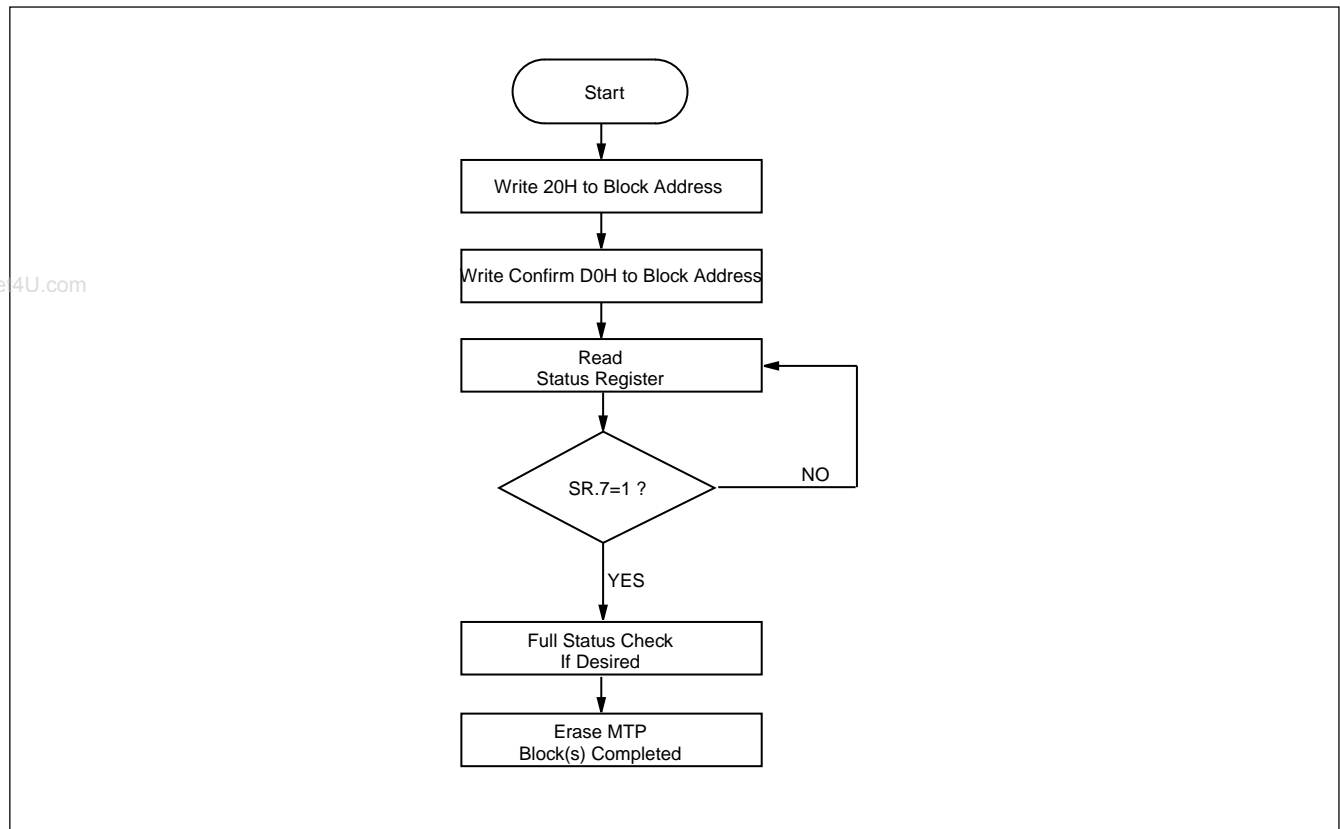 Start
Write 20H to Block Address
Write Confirm D0H to Block Address
et4U.com
Read
Status Register
SR.7=1 ?
NO
YES
Full Status Check
If Desired
Erase MTP
Block(s) Completed